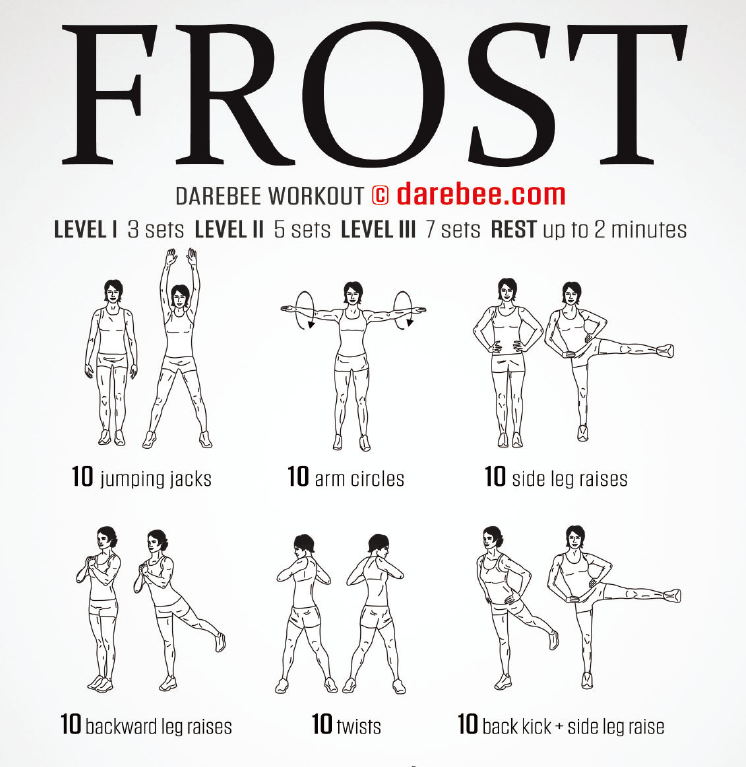 FROST
DAREBEE WORKOUT © darebee.com
LEVEL I 3 sets LEVEL II 5 sets LEVEL III 7 sets REST up to 2 minutes
10 jumping jacks
10 arm circles
10 side leg raises
10 backward leg raises
10 twists
10 back kick + side leg raise